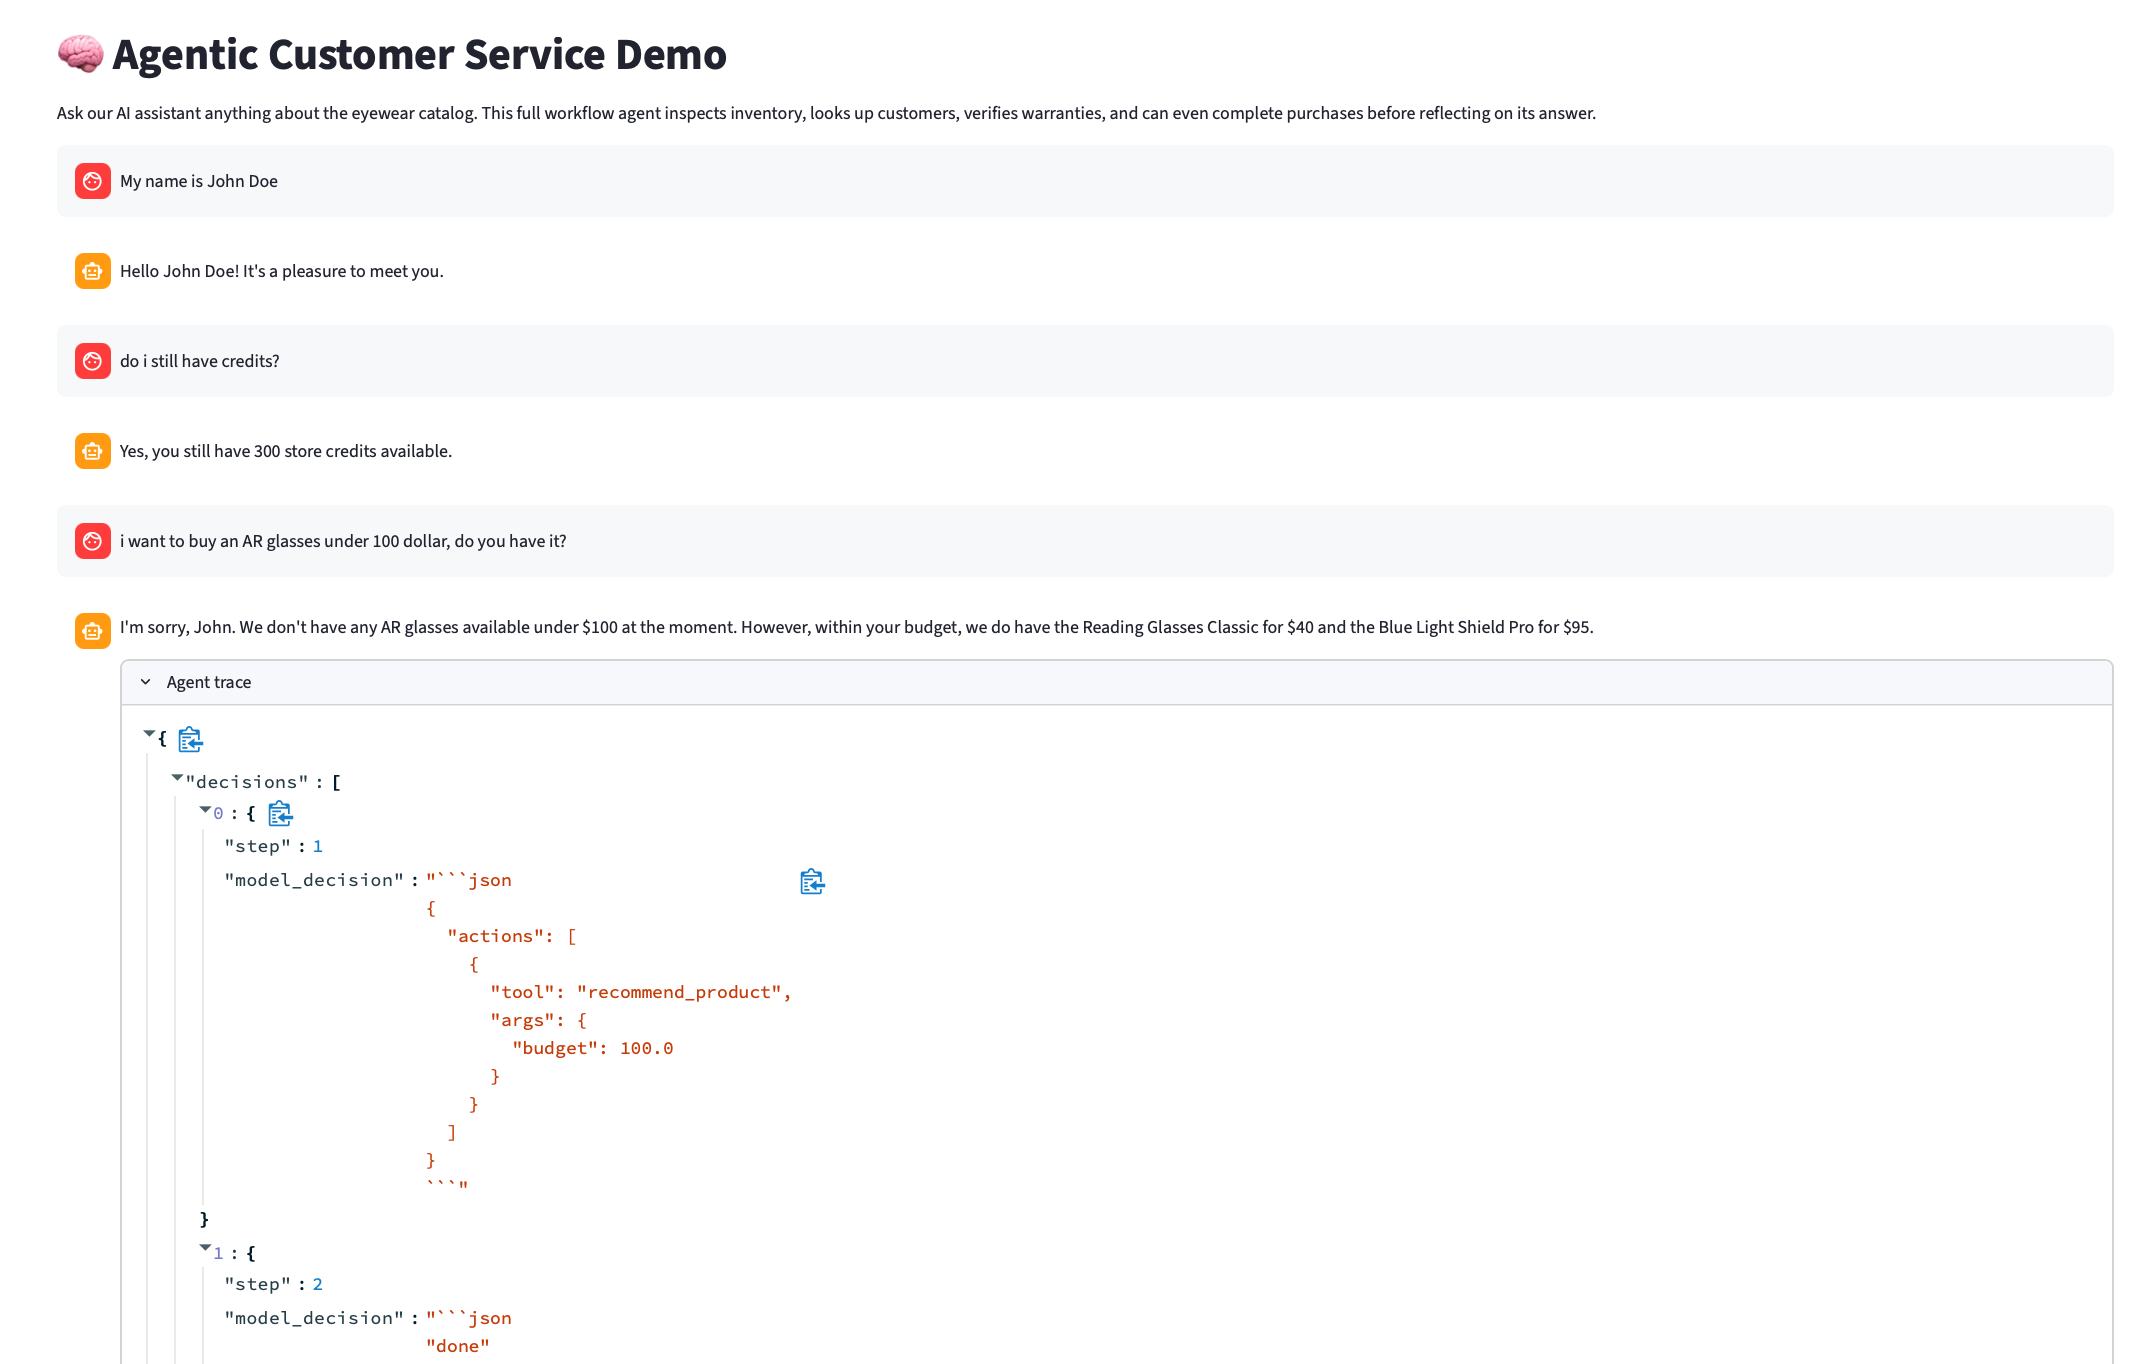 🧠 Agentic Customer Service Demo
Ask our AI assistant anything about the eyewear catalog. This full workflow agent inspects inventory, looks up customers, verifies warranties, and can even complete purchases before reflecting on its answer.
My name is John Doe
Hello John Doe! It's a pleasure to meet you.
do i still have credits?
Yes, you still have 300 store credits available.
i want to buy an AR glasses under 100 dollar, do you have it?
I'm sorry, John. We don't have any AR glasses available under $100 at the moment. However, within your budget, we do have the Reading Glasses Classic for $40 and the Blue Light Shield Pro for $95.
Agent trace
{
"decisions" : [
0 : {
"step" : 1
"model_decision" : "```json
{
"actions": [
{
"tool": "recommend_product",
"args": {
"budget": 100.0
}
}
]
}
```"
}
1 : {
"step" : 2
"model_decision" : "```json
"done"